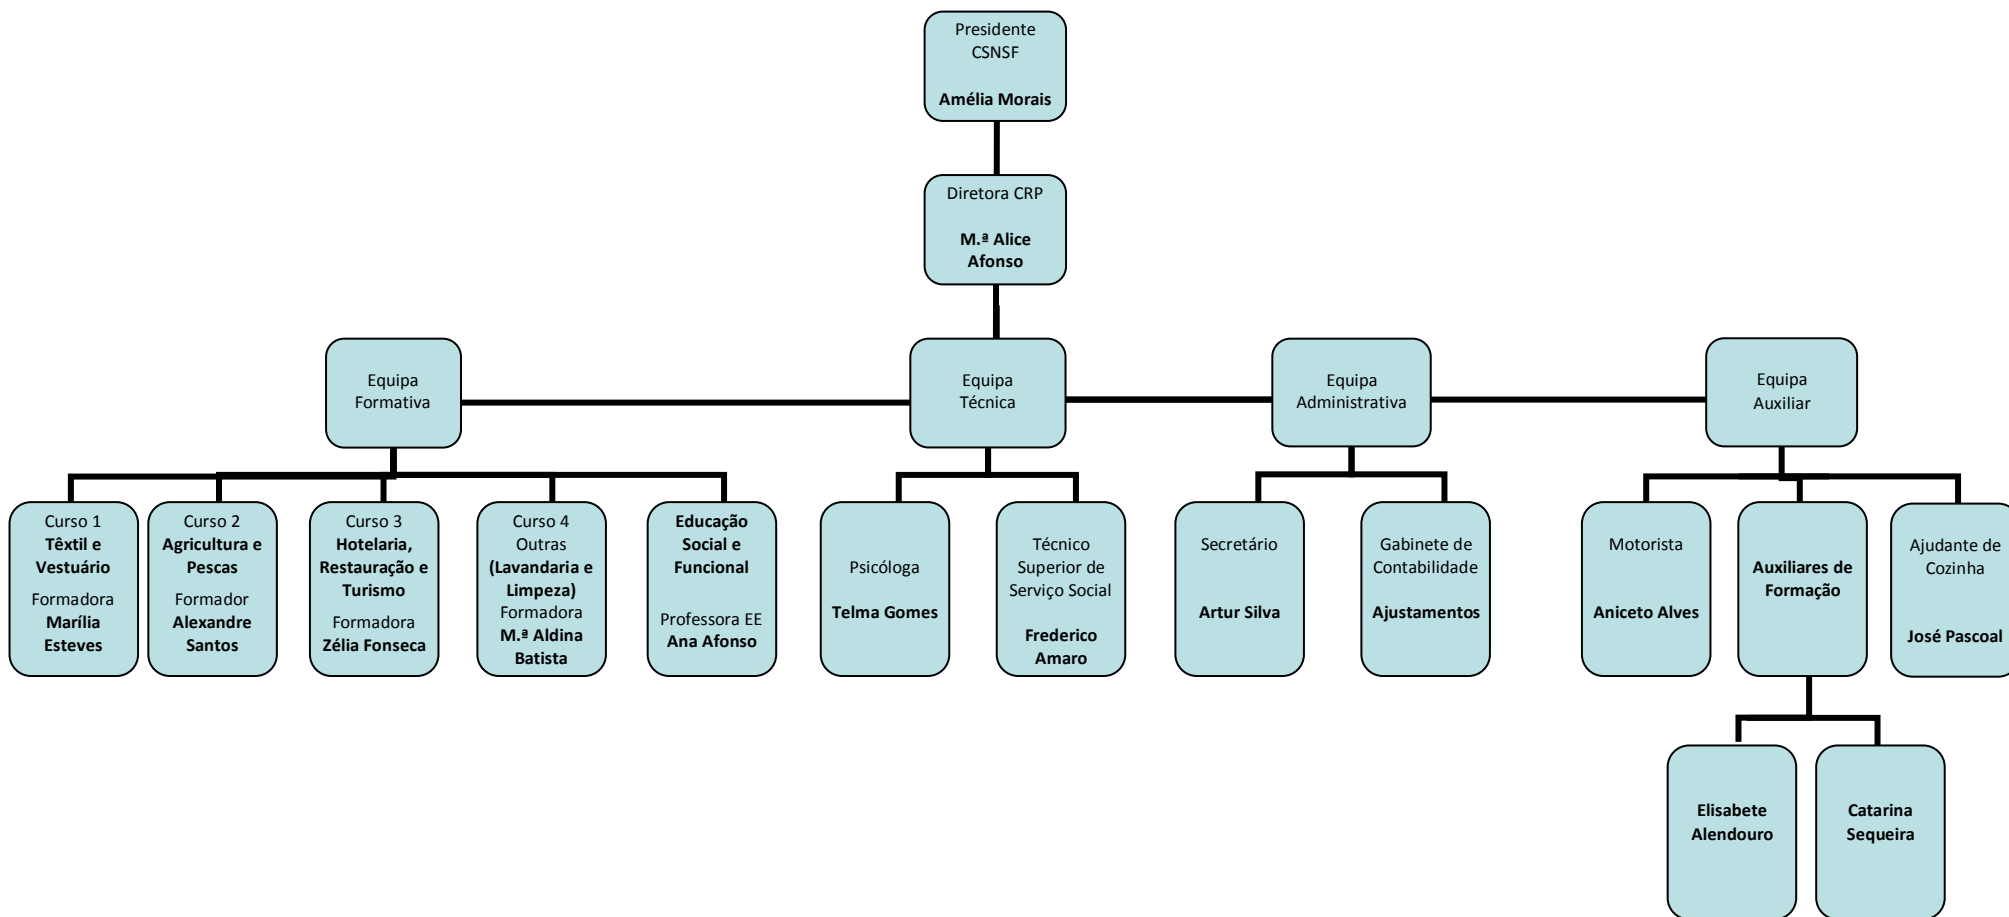 Presidente
CSNSF
Amélia Morais
Diretora CRP
M.ª Alice
Afonso
Equipa
Formativa
Equipa
Técnica
Equipa
Administrativa
Equipa
Auxiliar
Curso 1
Têxtil e
Vestuário
Formadora
Marília
Esteves
Curso 2
Agricultura e
Pescas
Formador
Alexandre
Santos
Curso 3
Hotelaria,
Restauração e
Turismo
Formadora
Zélia Fonseca
Curso 4
Outras
(Lavandaria e
Limpeza)
Formadora
M.ª Aldina
Batista
Educação
Social e
Funcional
Professora EE
Ana Afonso
Psicóloga
Telma Gomes
Técnico
Superior de
Serviço Social
Frederico
Amaro
Secretário
Artur Silva
Gabinete de
Contabilidade
Ajustamentos
Motorista
Aniceto Alves
Auxiliares de
Formação
Ajudante de
Cozinha
José Pascoal
Elisabete
Alendouro
Catarina
Sequeira